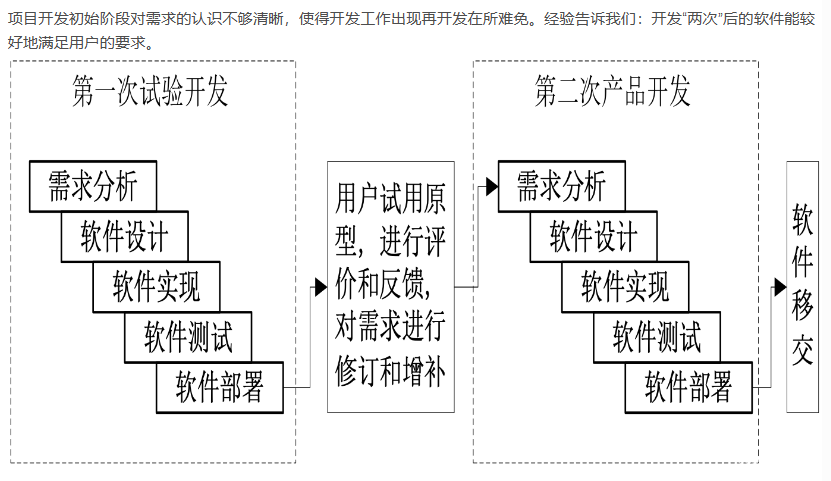 项目开发初始阶段对需求的认识不够清晰，使得开发工作出现再开发在所难免。经验告诉我们：开发“两次”后的软件能较
好地满足用户的要求。
第一次试验开发
需求分析
软件设计
软件实现
软件测试
软件部署
用户试用原
型，进行评
价和反馈，
对需求进行
修订和增补
第二次产品开发
需求分析
软件设计
软件实现
软件测试
软件部署
软件移交